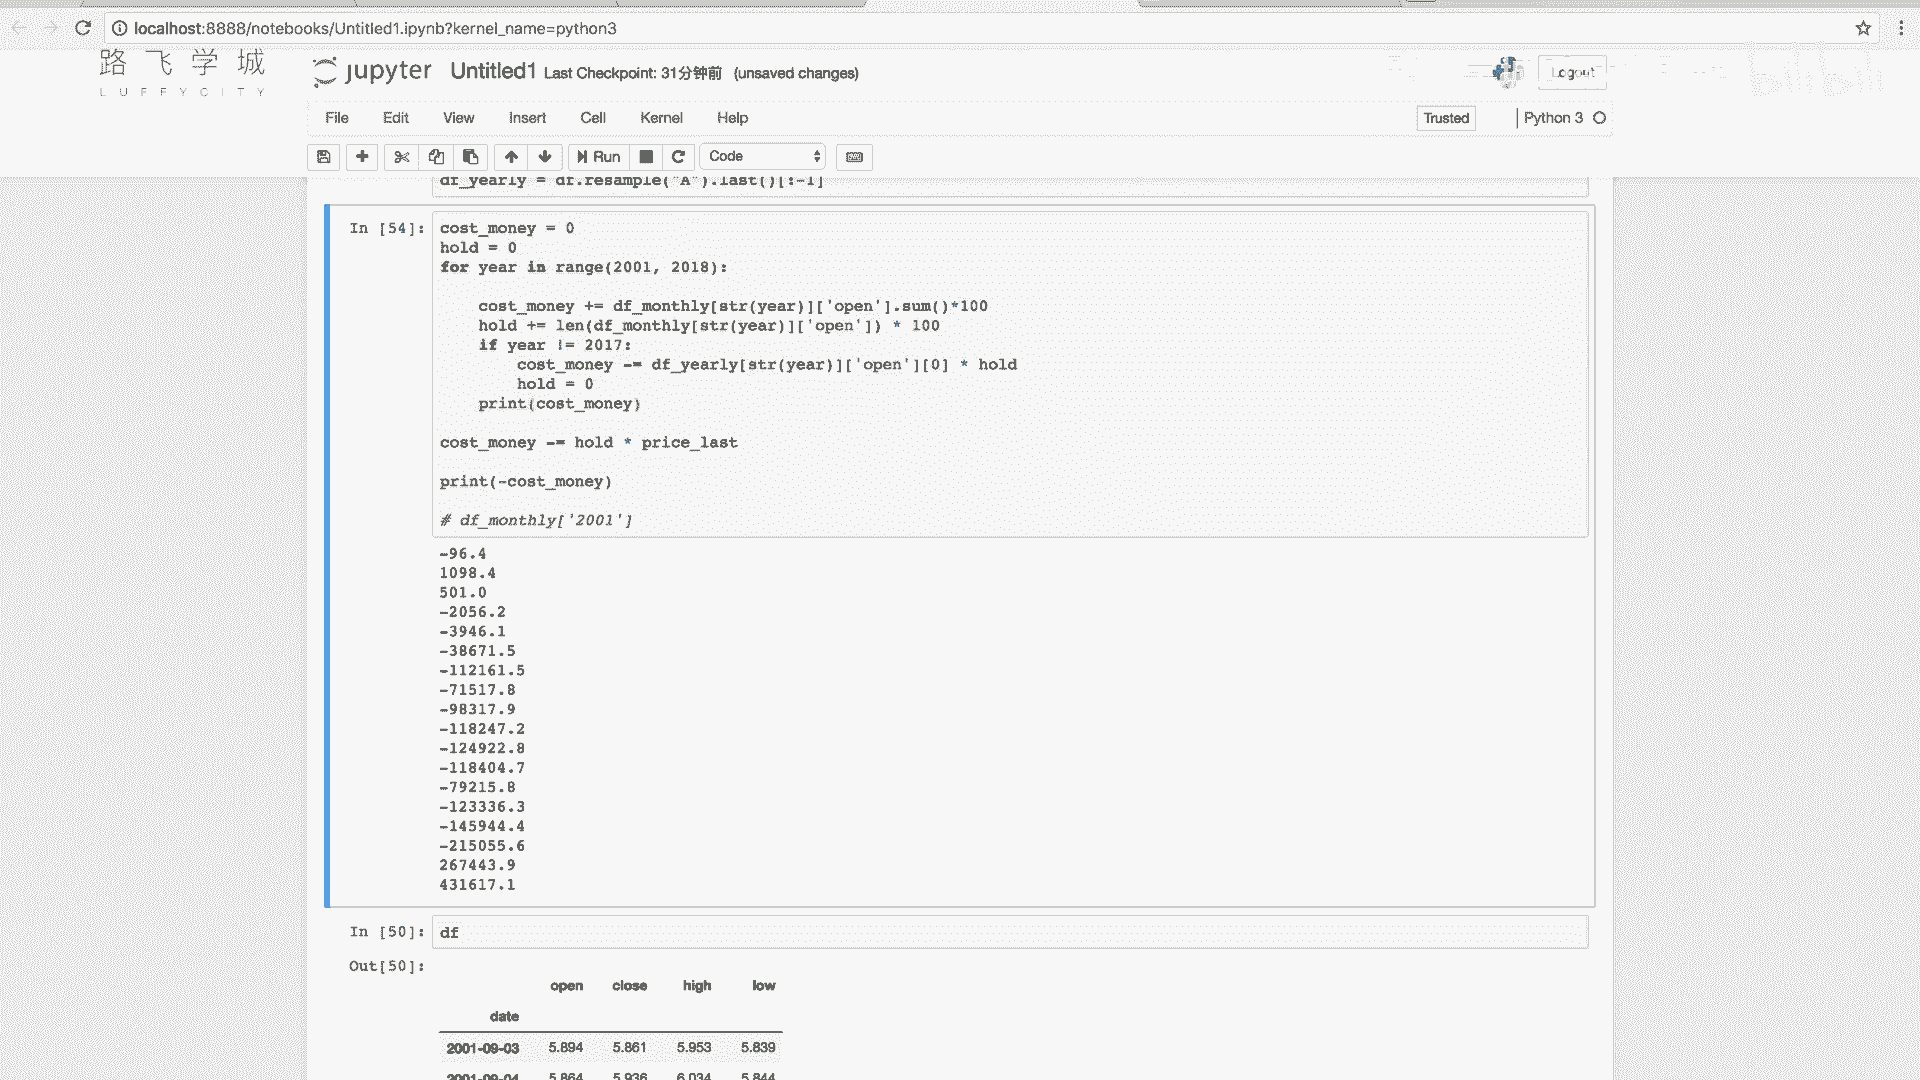 localhost:8888/notebooks/Untitled1.ipynb?kernel_name=python3
路飞学城
LUFFYCITY
jupyter Untitled1 Last Checkpoint: 31分钟前 (unsaved changes)
Logout
bilibili
File Edit View Insert Cell Kernel Help
Trusted
Python 3
Run
Code
df_yearly = df.resample("A").last()[:-1]
In [54]:
cost_money = 0
hold = 0
for year in range(2001, 2018):
cost_money += df_monthly[str(year)]['open'].sum()*100
hold += len(df_monthly[str(year)]['open']) * 100
if year != 2017:
cost_money -= df_yearly[str(year)]['open'][0] * hold
hold = 0
print(cost_money)
cost_money -= hold * price_last
print(-cost_money)
# df_monthly['2001']
-96.4
1098.4
501.0
-2056.2
-3946.1
-38671.5
-112161.5
-71517.8
-98317.9
-118247.2
-124922.8
-118404.7
-79215.8
-123336.3
-145944.4
-215055.6
267443.9
431617.1
In [50]:
df
Out[50]:
open close high low
date
2001-09-03 5.894 5.861 5.953 5.839
2001-09-04 5.864 5.936 6.034 5.844